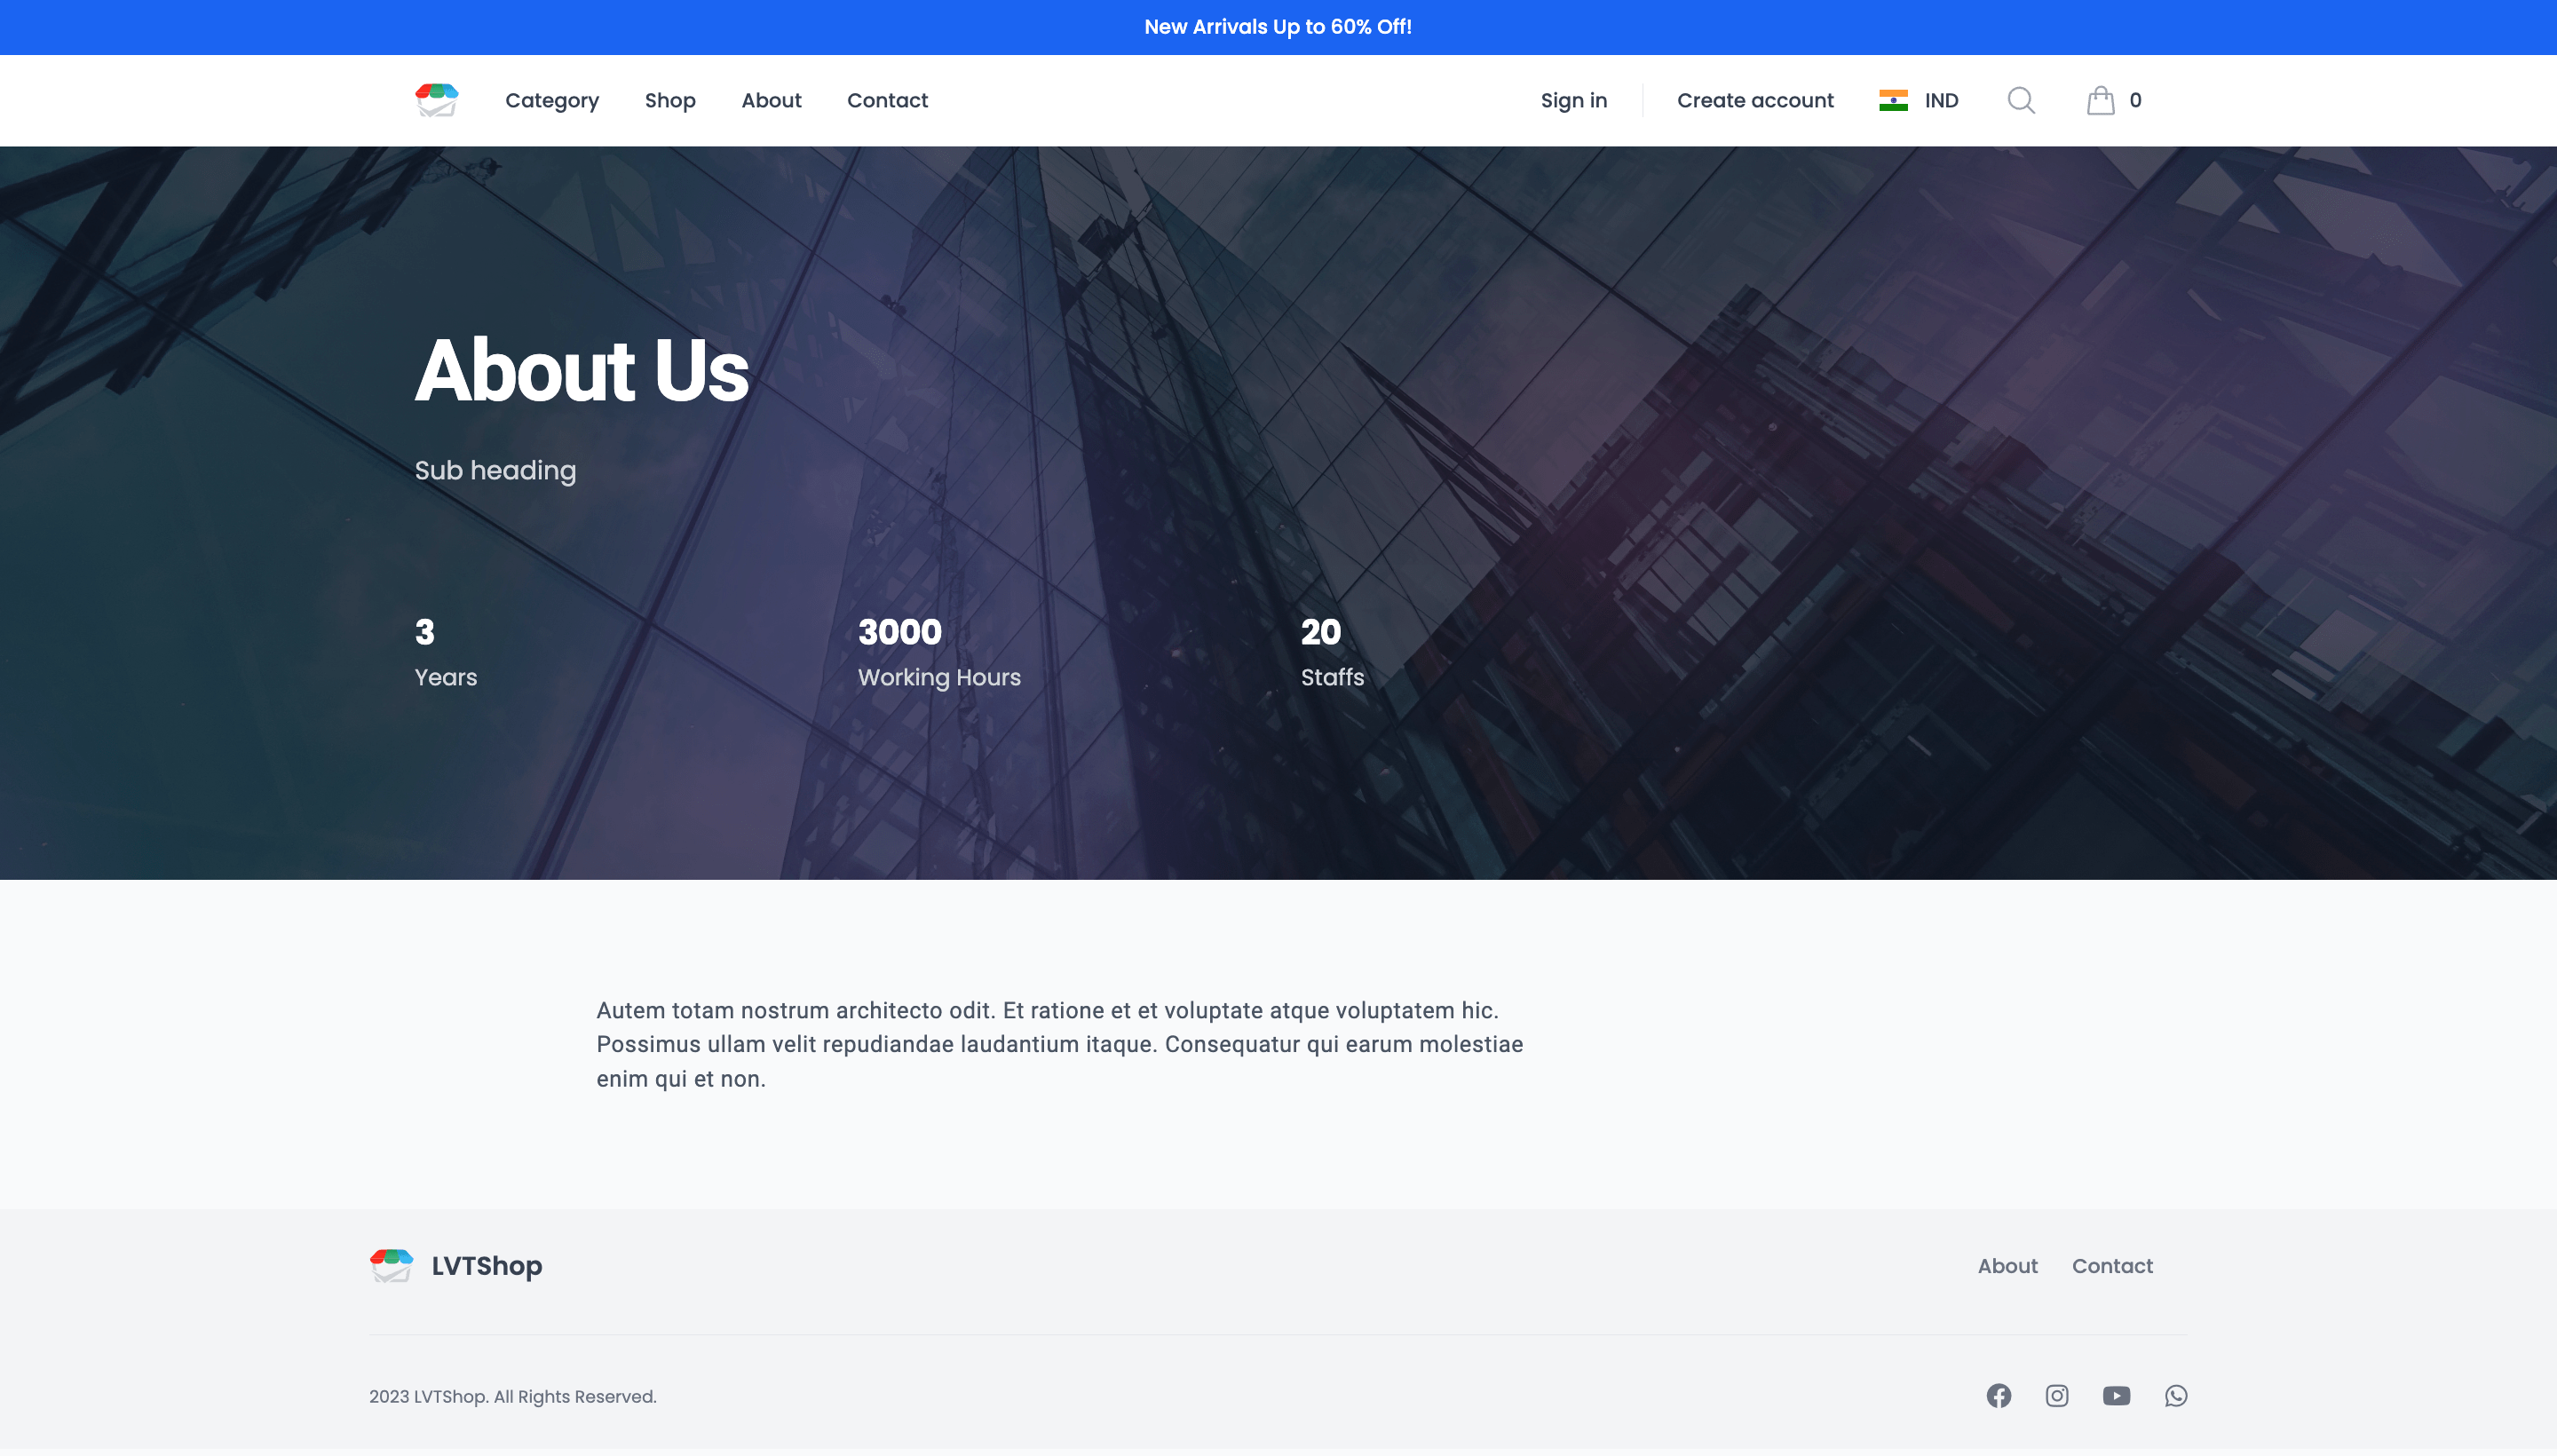 New Arrivals Up to 60% Off!
Category Shop About Contact Sign in Create account IND 0
About Us
Sub heading
3 3000 20
Years Working Hours Staffs
Autem totam nostrum architecto odit. Et ratione et et voluptate atque voluptatem hic.
Possimus ullam velit repudiandae laudantium itaque. Consequatur qui earum molestiae
enim qui et non.
LVTShop About Contact
2023 LVTShop. All Rights Reserved.